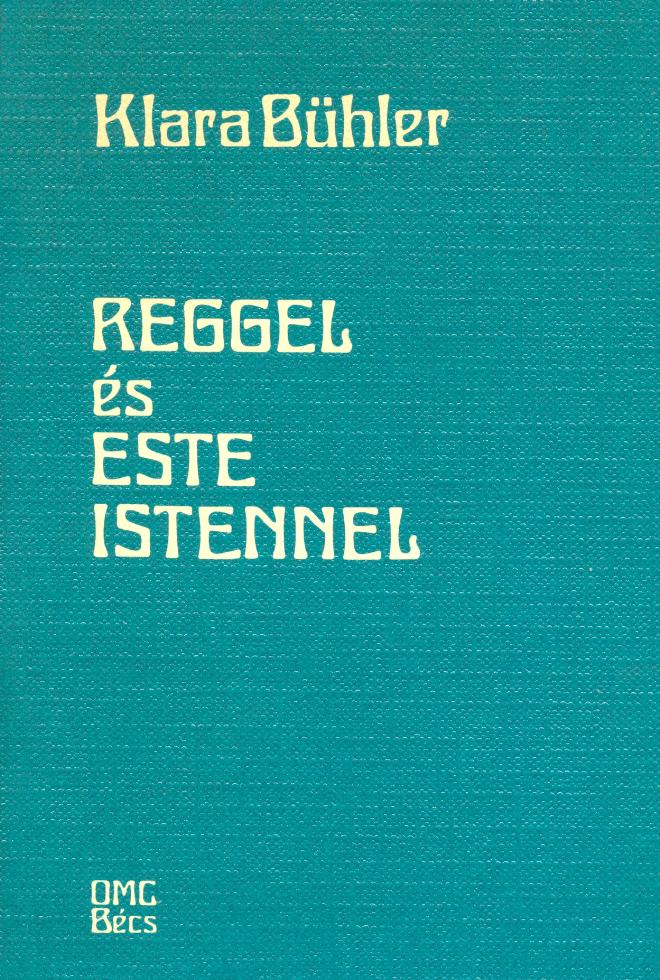 Klara Bühler
REGGEL
és
ESTE
ISTENNEL
OMC
Bécs